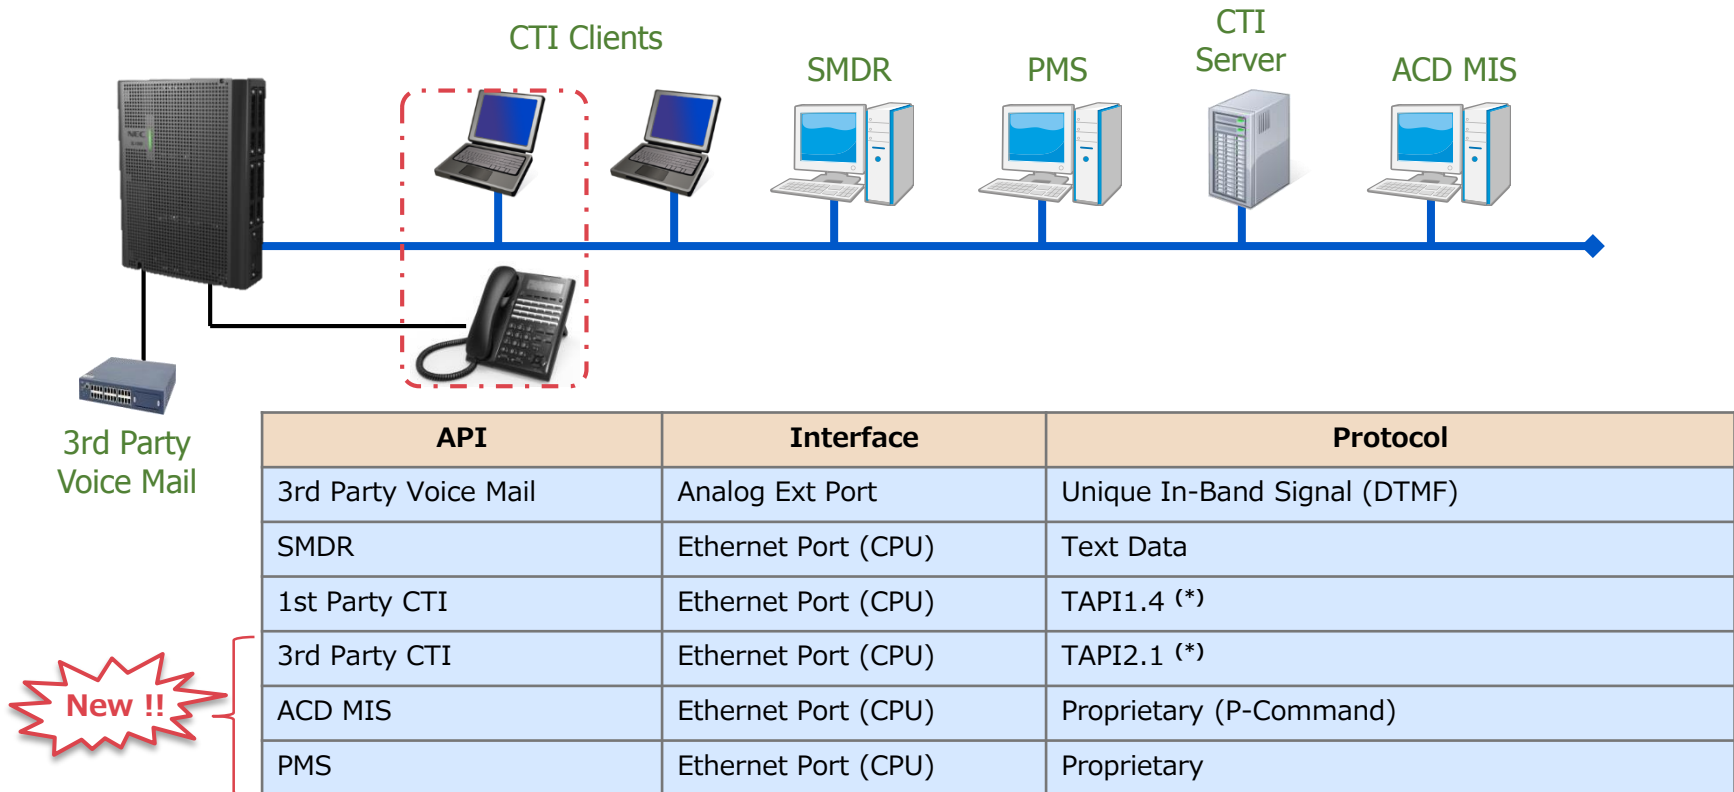 CTI Clients
SMDR
PMS
CTI
Server
ACD MIS
NEC
3rd Party
Voice Mail
API Interface Protocol
3rd Party Voice Mail Analog Ext Port Unique In-Band Signal (DTMF)
SMDR Ethernet Port (CPU) Text Data
1st Party CTI Ethernet Port (CPU) TAPI1.4 (*)
3rd Party CTI Ethernet Port (CPU) TAPI2.1 (*)
New !!
ACD MIS Ethernet Port (CPU) Proprietary (P-Command)
PMS Ethernet Port (CPU) Proprietary